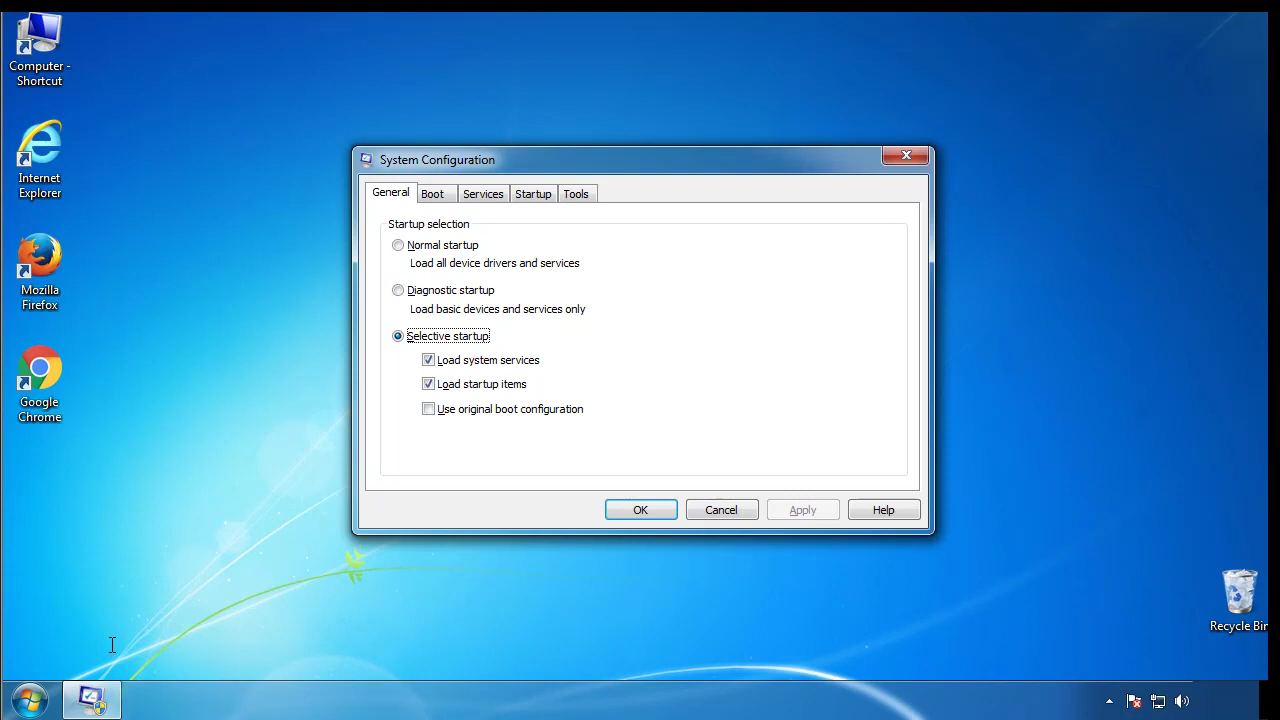 Computer -
Shortcut
Internet
Explorer
Mozilla
Firefox
Google
Chrome
System Configuration
General Boot Services Startup Tools
Startup selection
Normal startup
Load all device drivers and services
Diagnostic startup
Load basic devices and services only
Selective startup
Load system services
Load startup items
Use original boot configuration
OK Cancel Apply Help
Recycle Bin